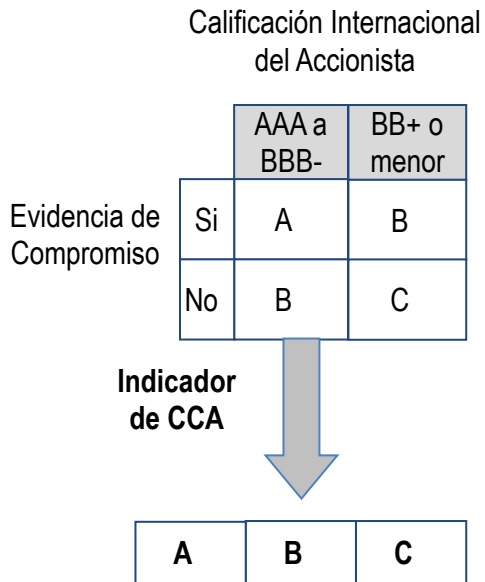 Calificación Internacional
del Accionista
AAA a
BBB-
BB+ o
menor
Evidencia de
Compromiso
Si
A
B
No
B
C
Indicador
de CCA
A
B
C